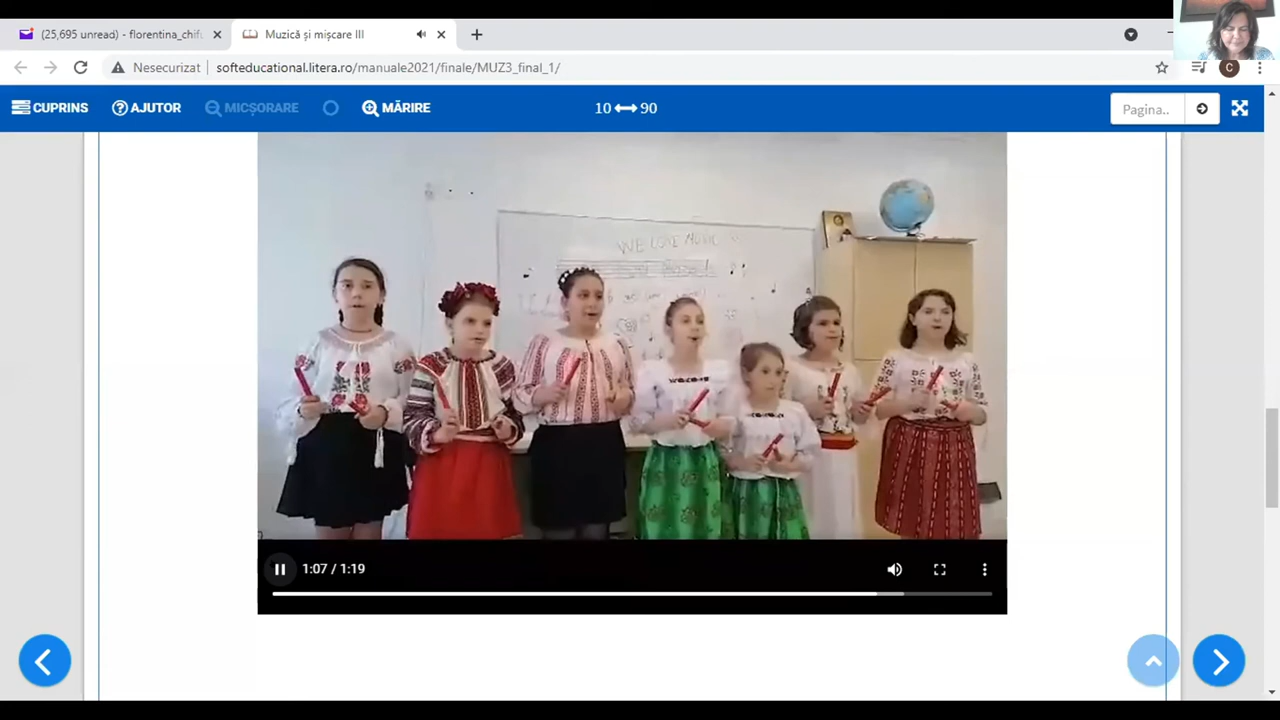 (25,695 unread) - florentina_chifu
Muzică și mișcare III
Nesecurizat
softeducational.litera.ro/manuale2021/finale/MUZ3_final_1/
C
CUPRINS
AJUTOR
MICȘORARE
MĂRIRE
10 90
Pagina..
WE LOVE MUSIC
1:07 / 1:19